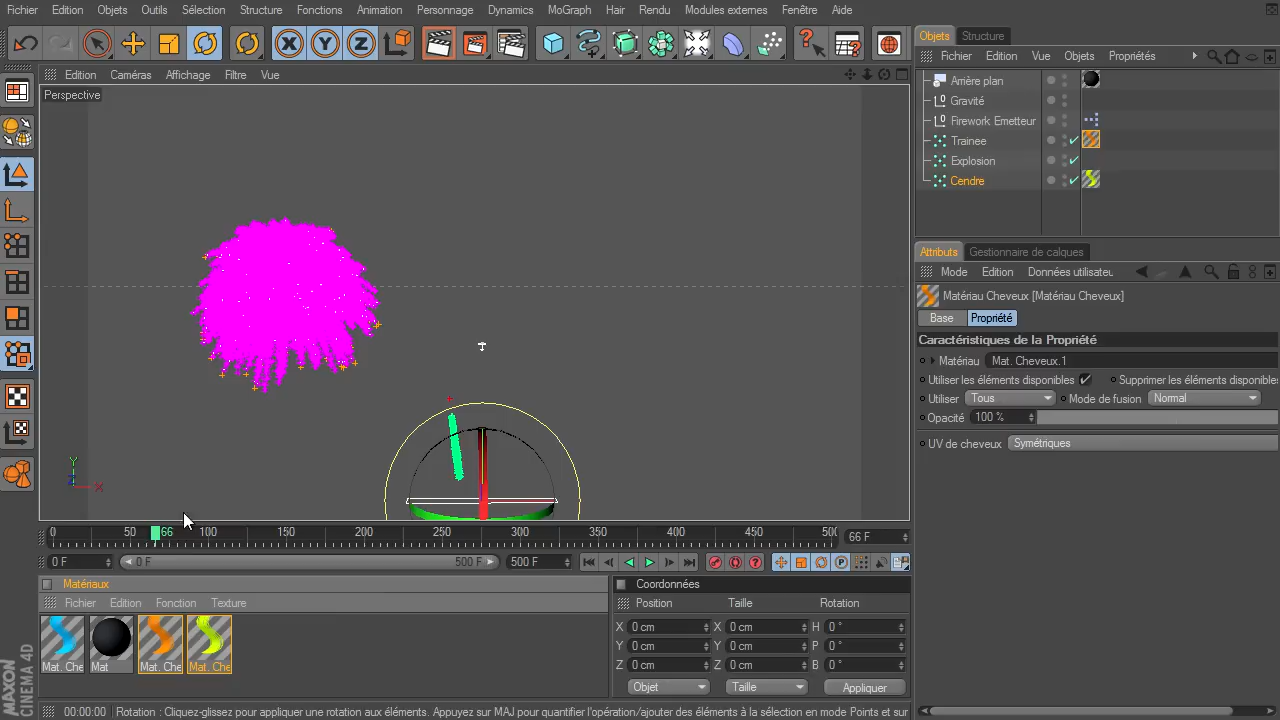 Fichier Edition Objets Outils Sélection Structure Fonctions Animation Personnage Dynamics MoGraph Hair Rendu Modules externes Fenêtre Aide
Objets Structure
Fichier Edition Vue Objets Propriétés
Edition Caméras Affichage Filtre Vue
Perspective
Arrière plan
Gravité
Firework Emetteur
Trainee
Explosion
Cendre
Attributs Gestionnaire de calques
Mode Edition Données utilisateu
Matériau Cheveux [Matériau Cheveux]
Base Propriété
Caractéristiques de la Propriété
Matériau Mat. Cheveux.1
Utiliser les éléments disponibles Supprimer les éléments disponible
Utiliser Tous Mode de fusion Normal
Opacité 100 %
UV de cheveux Symétriques
X Y Z
Y
Z X
0 50 66 100 150 200 250 300 350 400 450 500 66 F
0 F 0 F 500 F 500 F
Matériaux
Fichier Edition Fonction Texture
Mat. Che Mat Mat. Che Mat. Che
Coordonnées
Position Taille Rotation
X 0 cm X 0 cm H 0 °
Y 0 cm Y 0 cm P 0 °
Z 0 cm Z 0 cm B 0 °
Objet Taille Appliquer
MAXON
CINEMA 4D
00:00:00 Rotation : Cliquez-glissez pour appliquer une rotation aux éléments. Appuyez sur MAJ pour quantifier l'opération/ajouter des éléments à la sélection en mode Points et sur